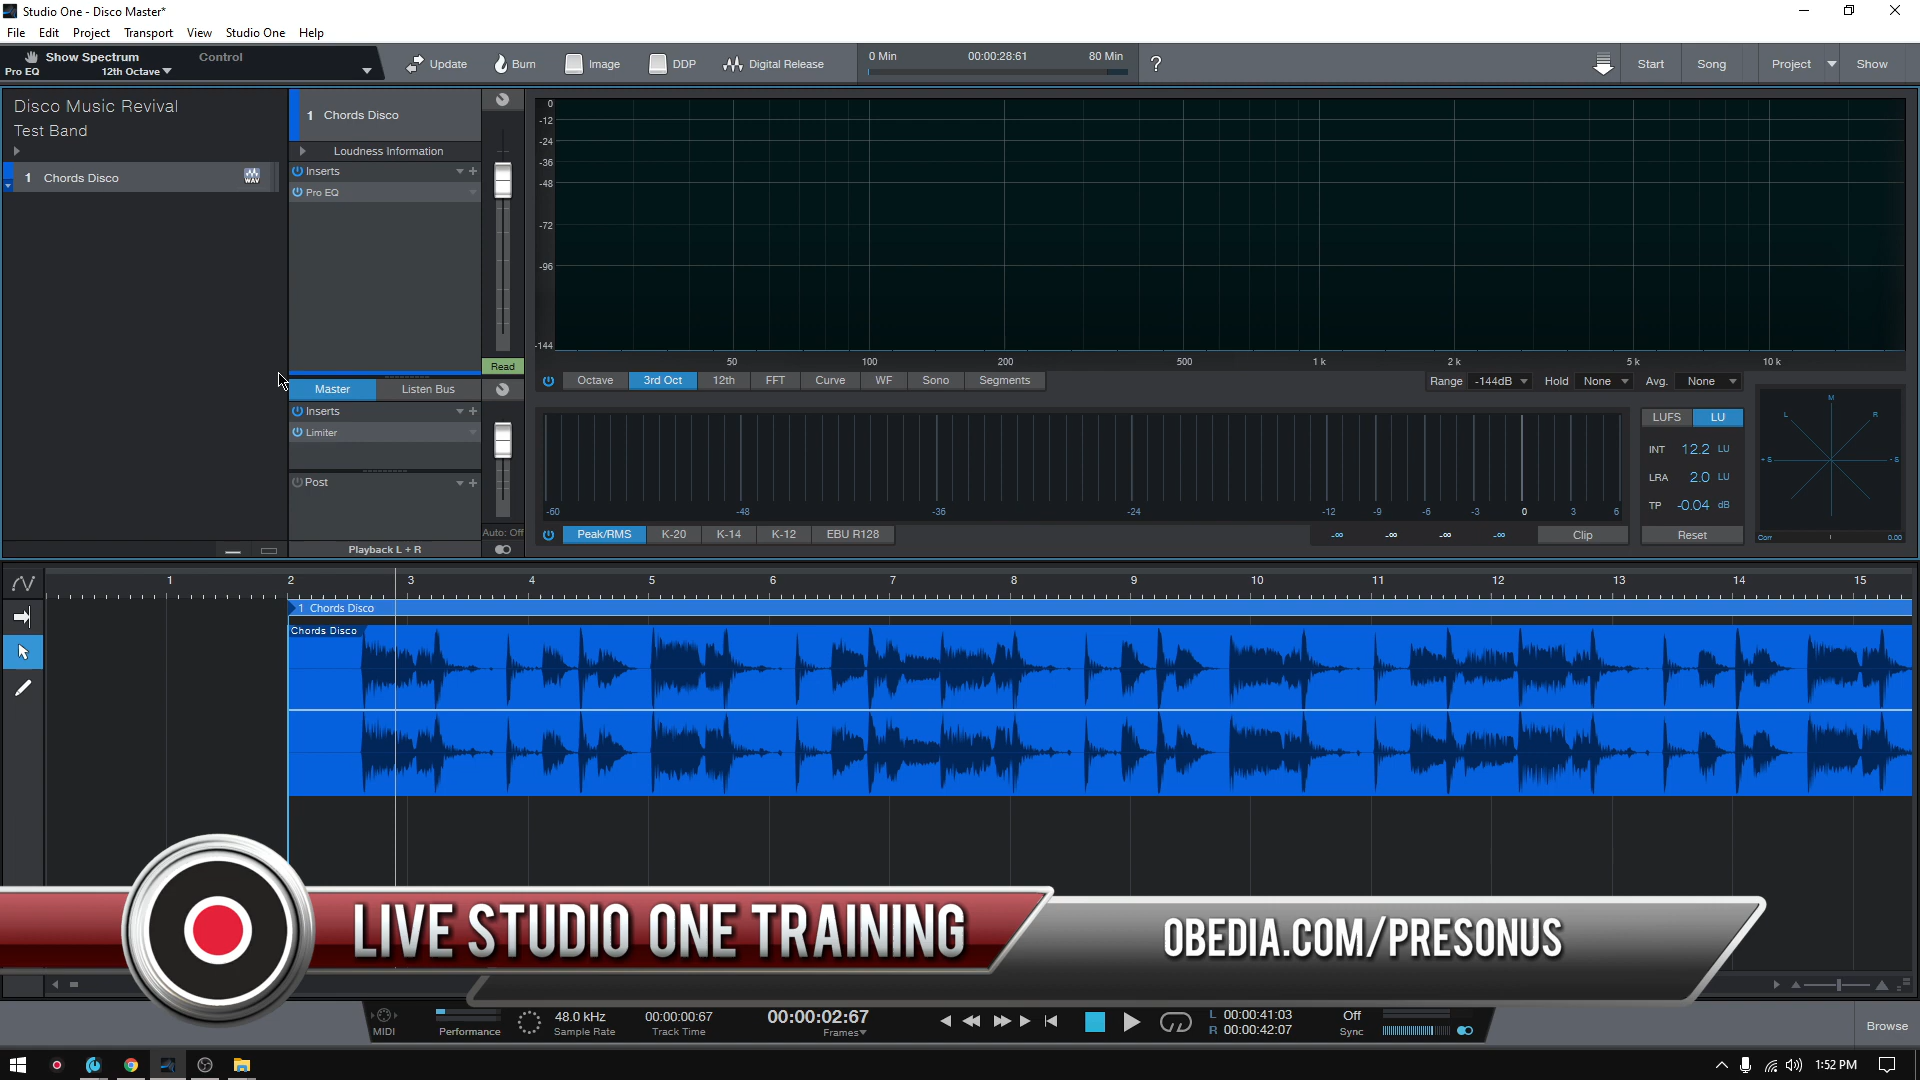 Studio One - Disco Master*
File Edit Project Transport View Studio One Help
Show Spectrum Control
Pro EQ 12th Octave
Update Burn Image DDP Digital Release
0 Min 00:00:28:61 80 Min
?
Start Song Project Show
Disco Music Revival
Test Band
1 Chords Disco
WAV
1 Chords Disco
Loudness Information
Inserts
Pro EQ
Read
Master Listen Bus
Inserts
Limiter
Post
Auto: Off
Playback L + R
0
-12
-24
-36
-48
-72
-96
-144
50 100 200 500 1k 2k 5k 10k
Octave 3rd Oct 12th FFT Curve WF Sono Segments
Range -144dB Hold None Avg. None
-60 -48 -36 -24 -12 -9 -6 -3 0 3 6
Peak/RMS K-20 K-14 K-12 EBU R128
-∞ -∞ -∞ -∞ Clip
LUFS LU
INT 12.2 LU
LRA 2.0 LU
TP -0.04 dB
Reset
M
L R
+S -S
Corr 0.00
1 2 3 4 5 6 7 8 9 10 11 12 13 14 15
1 Chords Disco
Chords Disco
LIVE STUDIO ONE TRAINING
OBEDIA.COM/PRESONUS
MIDI
Performance
48.0 kHz
Sample Rate
00:00:00:67
Track Time
00:00:02:67
Frames
L 00:00:41:03
R 00:00:42:07
Off
Sync
Browse
1:52 PM